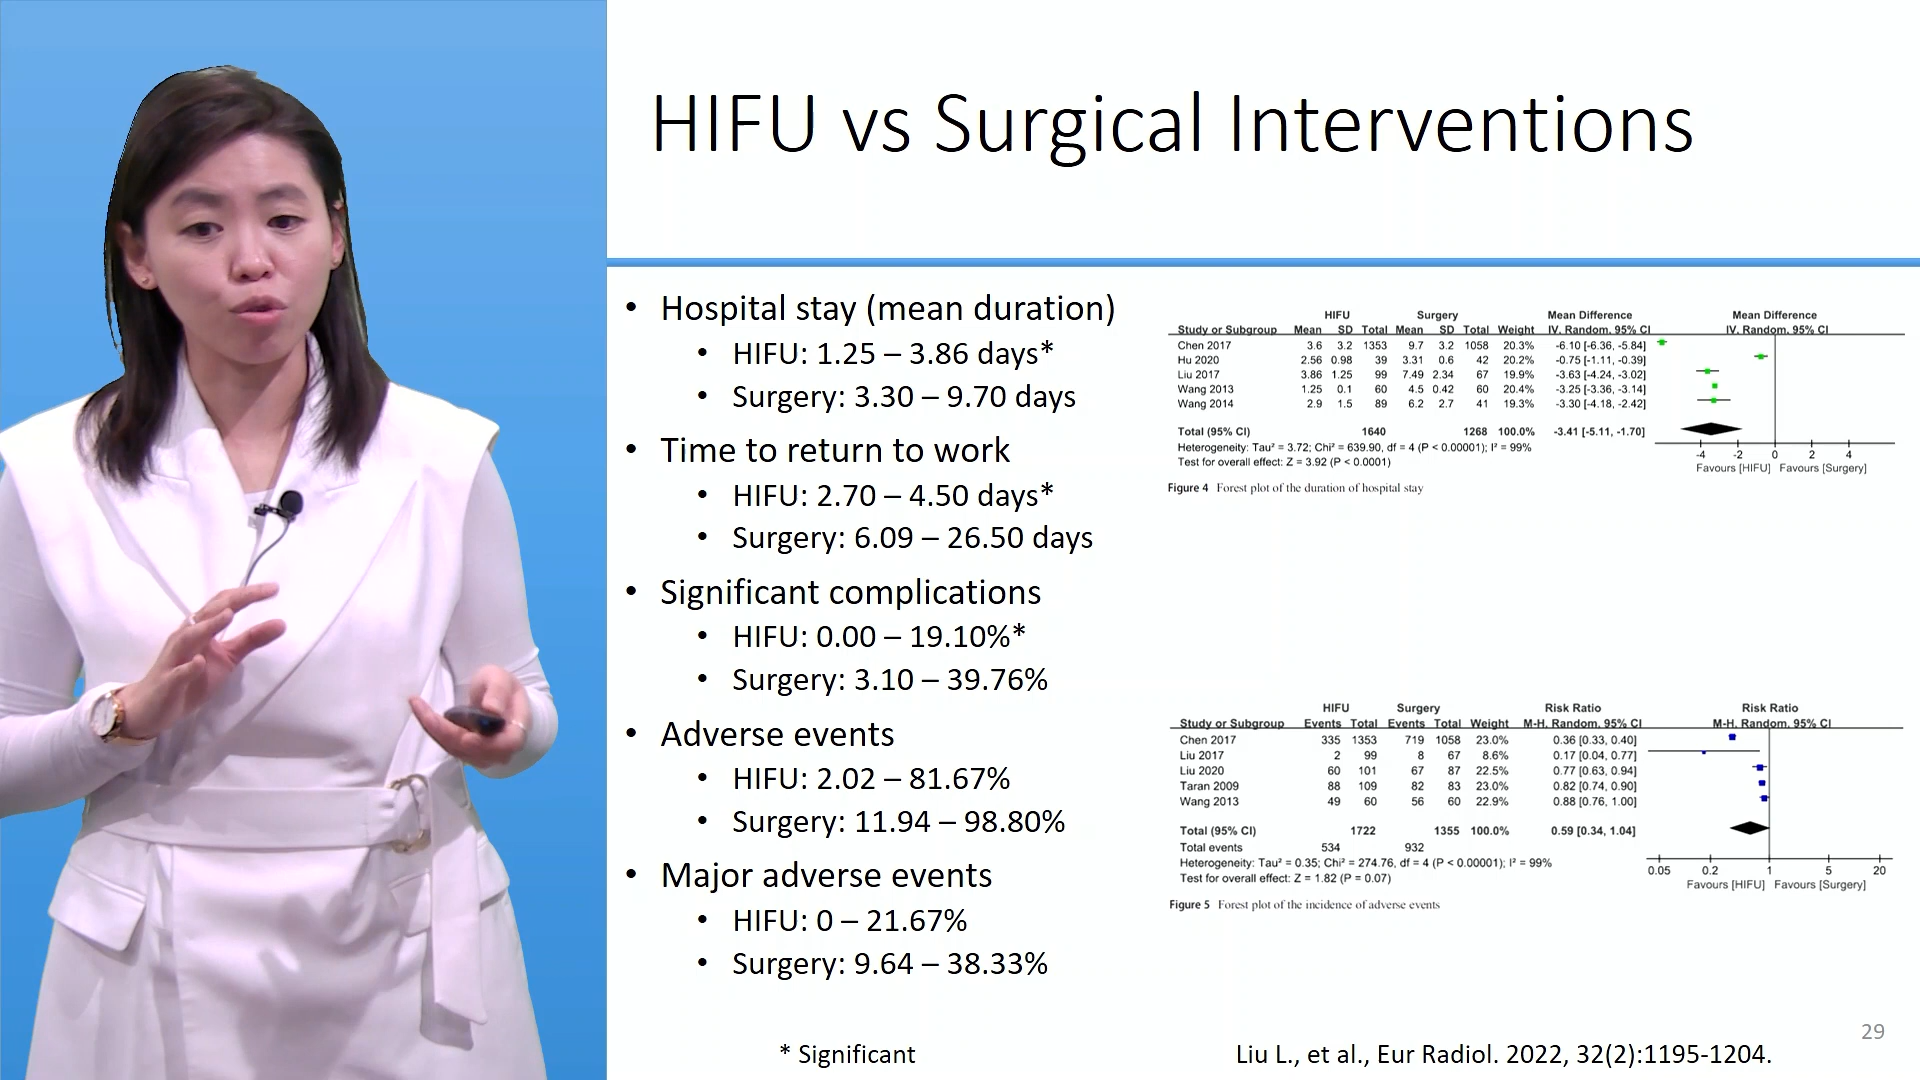 HIFU vs Surgical Interventions
• Hospital stay (mean duration)
• HIFU: 1.25 – 3.86 days*
• Surgery: 3.30 – 9.70 days
• Time to return to work
• HIFU: 2.70 – 4.50 days*
• Surgery: 6.09 – 26.50 days
• Significant complications
• HIFU: 0.00 – 19.10%*
• Surgery: 3.10 – 39.76%
• Adverse events
• HIFU: 2.02 – 81.67%
• Surgery: 11.94 – 98.80%
• Major adverse events
• HIFU: 0 – 21.67%
• Surgery: 9.64 – 38.33%
HIFU Surgery Mean Difference Mean Difference
Study or Subgroup Mean SD Total Mean SD Total Weight IV, Random, 95% CI IV, Random, 95% CI
Chen 2017 3.6 3.2 1353 9.7 3.2 1058 20.3% -6.10 [-6.36, -5.84]
Hu 2020 2.56 0.98 39 3.31 0.6 42 20.2% -0.75 [-1.11, -0.39]
Liu 2017 3.86 1.25 99 7.49 2.34 67 19.9% -3.63 [-4.24, -3.02]
Wang 2013 1.25 0.1 60 4.5 0.42 60 20.4% -3.25 [-3.36, -3.14]
Wang 2014 2.9 1.5 89 6.2 2.7 41 19.3% -3.30 [-4.18, -2.42]
Total (95% CI) 1640 1268 100.0% -3.41 [-5.11, -1.70]
Heterogeneity: Tau² = 3.72; Chi² = 639.90, df = 4 (P < 0.00001); I² = 99%
Test for overall effect: Z = 3.92 (P < 0.0001)
-4 -2 0 2 4
Favours [HIFU] Favours [Surgery]
Figure 4 Forest plot of the duration of hospital stay
HIFU Surgery Risk Ratio Risk Ratio
Study or Subgroup Events Total Events Total Weight M-H, Random, 95% CI M-H, Random, 95% CI
Chen 2017 335 1353 719 1058 23.0% 0.36 [0.33, 0.40]
Liu 2017 2 99 8 67 8.6% 0.17 [0.04, 0.77]
Liu 2020 60 101 67 87 22.5% 0.77 [0.63, 0.94]
Taran 2009 88 109 82 83 23.0% 0.82 [0.74, 0.90]
Wang 2013 49 60 56 60 22.9% 0.88 [0.76, 1.00]
Total (95% CI) 1722 1355 100.0% 0.59 [0.34, 1.04]
Total events 534 932
Heterogeneity: Tau² = 0.35; Chi² = 274.76, df = 4 (P < 0.00001); I² = 99%
Test for overall effect: Z = 1.82 (P = 0.07)
0.05 0.2 1 5 20
Favours [HIFU] Favours [Surgery]
Figure 5 Forest plot of the incidence of adverse events
29
* Significant
Liu L., et al., Eur Radiol. 2022, 32(2):1195-1204.